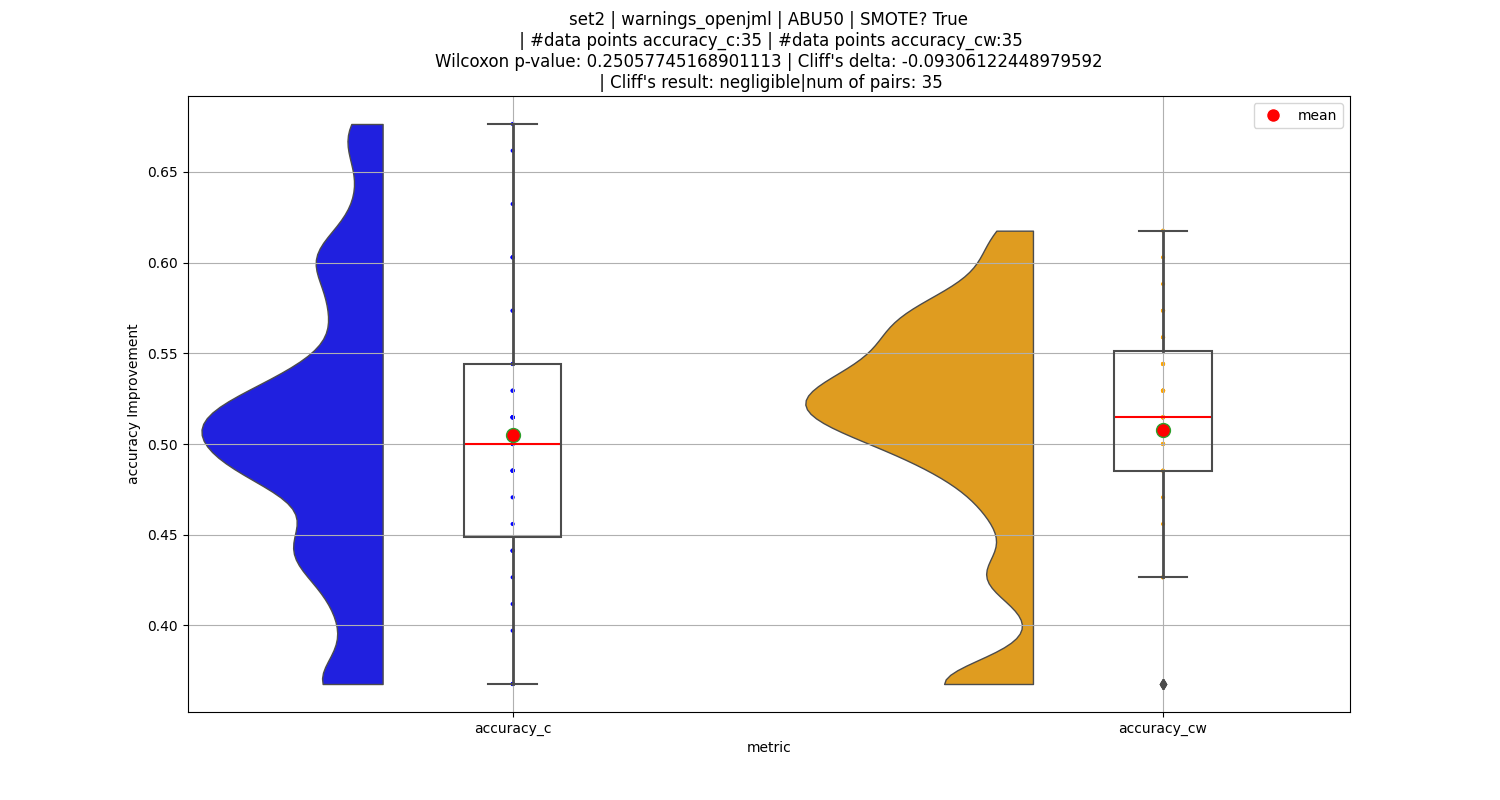 set2 | warnings_openjml | ABU50 | SMOTE? True
| #data points accuracy_c:35 | #data points accuracy_cw:35
Wilcoxon p-value: 0.25057745168901113 | Cliff's delta: -0.09306122448979592
| Cliff's result: negligible|num of pairs: 35
mean
0.65
0.60
0.55
0.50
0.45
0.40
accuracy Improvement
accuracy_c
accuracy_cw
metric